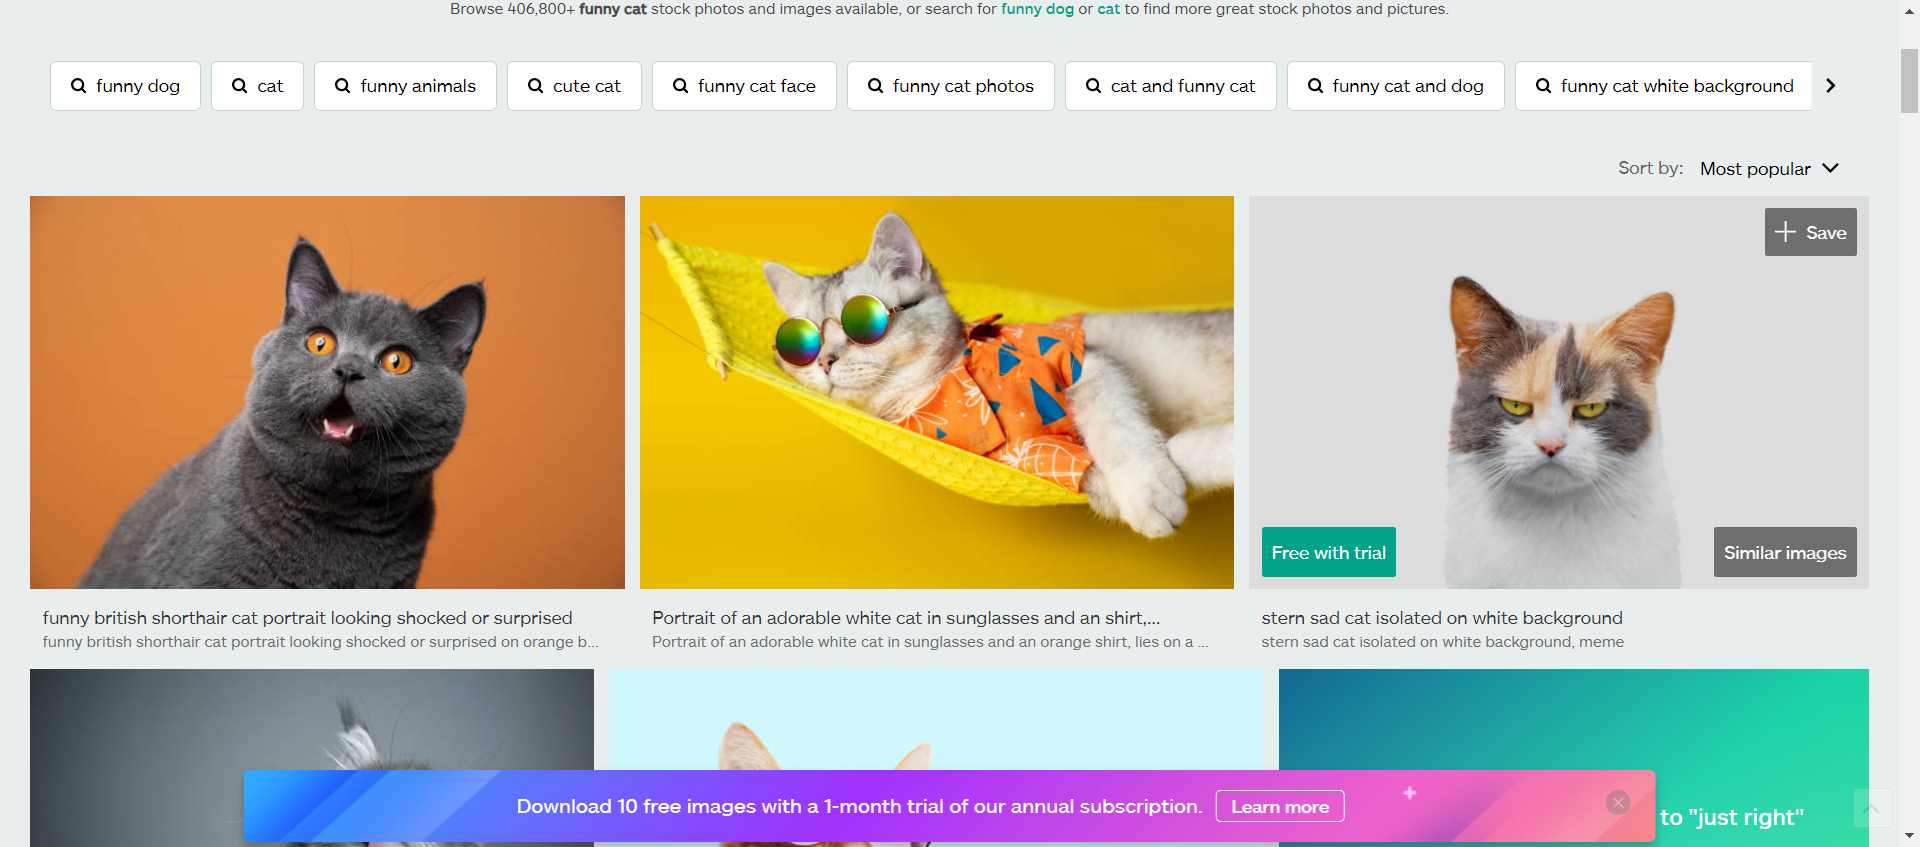 Browse 406,800+ funny cat stock photos and images available, or search for funny dog or cat to find more great stock photos and pictures.
funny dog
cat
funny animals
cute cat
funny cat face
funny cat photos
cat and funny cat
funny cat and dog
funny cat white background
Sort by: Most popular
Save
Free with trial
Similar images
funny british shorthair cat portrait looking shocked or surprised
funny british shorthair cat portrait looking shocked or surprised on orange b...
Portrait of an adorable white cat in sunglasses and an shirt,...
Portrait of an adorable white cat in sunglasses and an orange shirt, lies on a ...
stern sad cat isolated on white background
stern sad cat isolated on white background, meme
Download 10 free images with a 1-month trial of our annual subscription.
Learn more
to "just right"